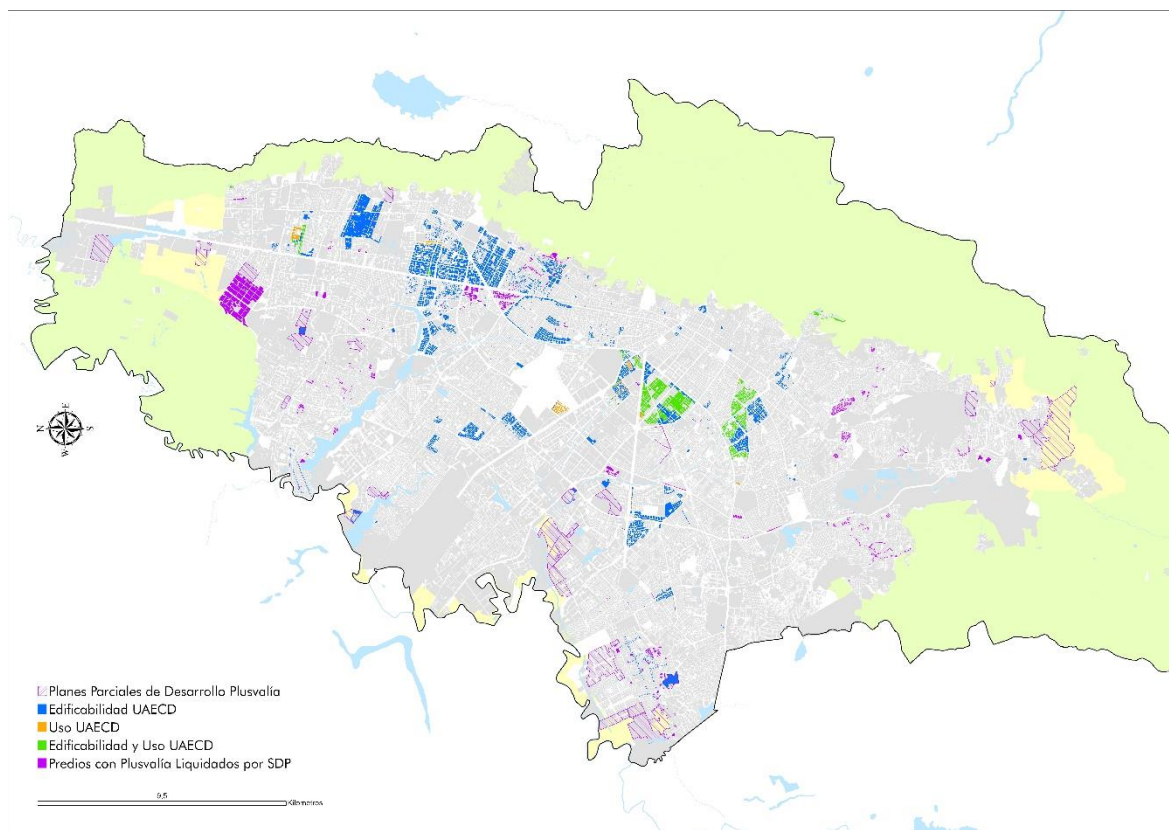 E
N
S
W
Planes Parciales de Desarrollo Plusvalía
Edificabilidad UAECD
Uso UAECD
Edificabilidad y Uso UAECD
Predios con Plusvalía Liquidados por SDP
9,5
Kilometros